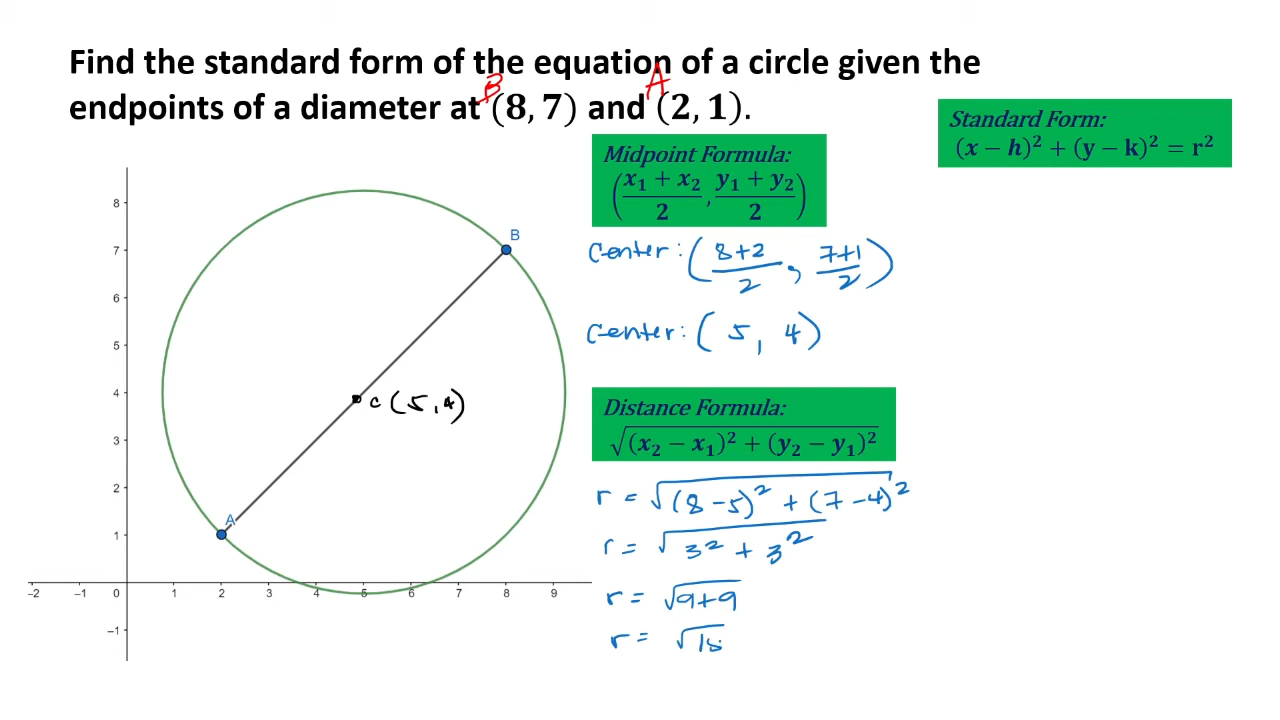 Find the standard form of the equation of a circle given the
B A
endpoints of a diameter at (8, 7) and (2, 1).
Standard Form:
(x − h)² + (y − k)² = r²
Midpoint Formula:
((x₁ + x₂)/2, (y₁ + y₂)/2)
center: ((8+2)/2, (7+1)/2)
center: (5, 4)
Distance Formula:
√((x₂ − x₁)² + (y₂ − y₁)²)
r = √((8-5)² + (7-4)²)
r = √(3² + 3²)
r = √(9+9)
r = √18
8
7
6
5
4
3
2
1
−1
B
C (5,4)
A
−2 −1 0 1 2 3 4 5 6 7 8 9